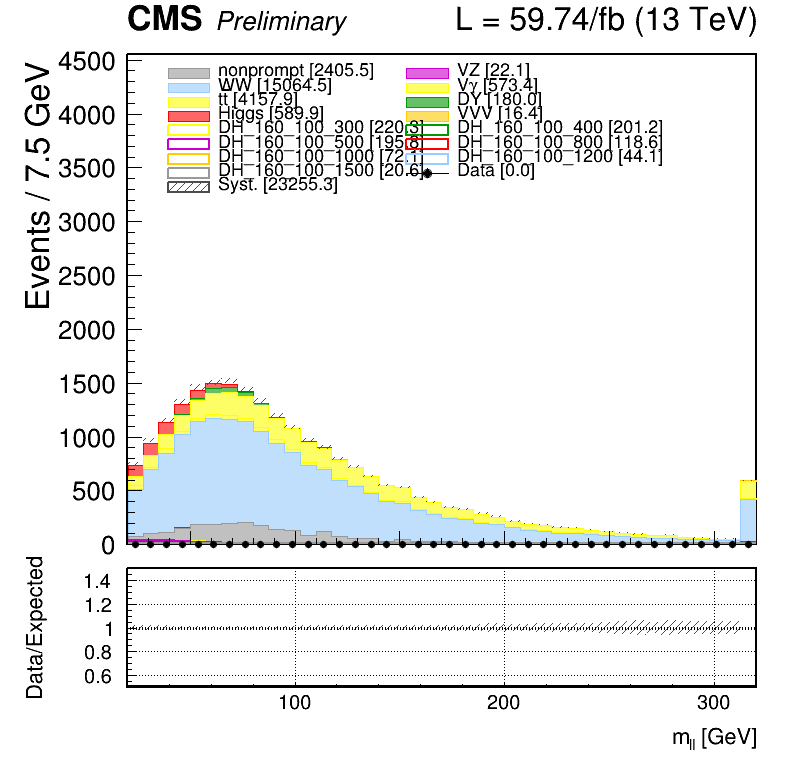 CMS Preliminary L = 59.74/fb (13 TeV)
Events / 7.5 GeV
4500
4000
3500
3000
2500
2000
1500
1000
500
0
nonprompt [2405.5] VZ [22.1]
WW [15064.5] Vγ [573.4]
tt [4157.9] DY [180.0]
Higgs [589.9] VVV [16.4]
DH_160_100_300 [220.3] DH_160_100_400 [201.2]
DH_160_100_500 [195.8] DH_160_100_800 [118.6]
DH_160_100_1000 [72.1] DH_160_100_1200 [44.1]
DH_160_100_1500 [20.6] Data [0.0]
Syst. [23255.3]
Data/Expected
1.4
1.2
1
0.8
0.6
100 200 300
m_ll [GeV]